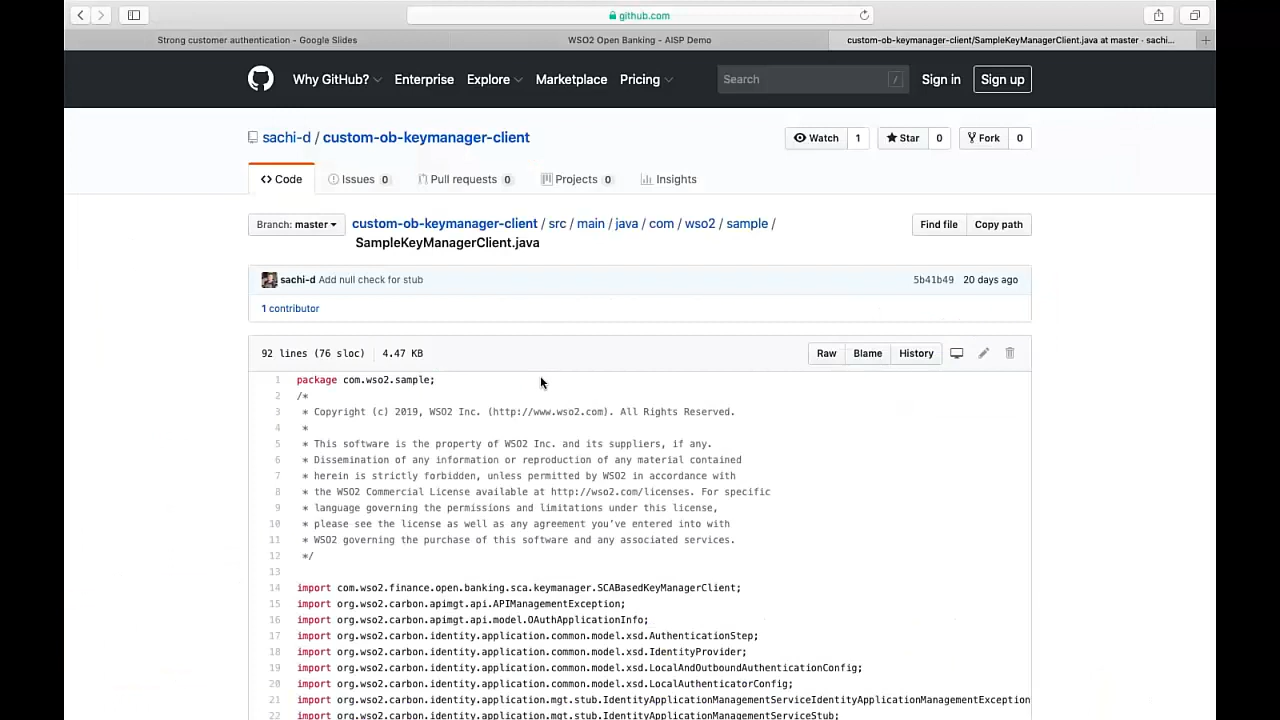 github.com
Strong customer authentication - Google Slides
WSO2 Open Banking - AISP Demo
custom-ob-keymanager-client/SampleKeyManagerClient.java at master · sachi...
Why GitHub? Enterprise Explore Marketplace Pricing Search / Sign in Sign up
sachi-d / custom-ob-keymanager-client
Watch 1 Star 0 Fork 0
Code Issues 0 Pull requests 0 Projects 0 Insights
Branch: master custom-ob-keymanager-client / src / main / java / com / wso2 / sample / Find file Copy path
SampleKeyManagerClient.java
sachi-d Add null check for stub 5b41b49 20 days ago
1 contributor
92 lines (76 sloc) 4.47 KB Raw Blame History
1 package com.wso2.sample;
2 /*
3 * Copyright (c) 2019, WSO2 Inc. (http://www.wso2.com). All Rights Reserved.
4 *
5 * This software is the property of WSO2 Inc. and its suppliers, if any.
6 * Dissemination of any information or reproduction of any material contained
7 * herein is strictly forbidden, unless permitted by WSO2 in accordance with
8 * the WSO2 Commercial License available at http://wso2.com/licenses. For specific
9 * language governing the permissions and limitations under this license,
10 * please see the license as well as any agreement you've entered into with
11 * WSO2 governing the purchase of this software and any associated services.
12 */
13
14 import com.wso2.finance.open.banking.sca.keymanager.SCABasedKeyManagerClient;
15 import org.wso2.carbon.apimgt.api.APIManagementException;
16 import org.wso2.carbon.apimgt.api.model.OAuthApplicationInfo;
17 import org.wso2.carbon.identity.application.common.model.xsd.AuthenticationStep;
18 import org.wso2.carbon.identity.application.common.model.xsd.IdentityProvider;
19 import org.wso2.carbon.identity.application.common.model.xsd.LocalAndOutboundAuthenticationConfig;
20 import org.wso2.carbon.identity.application.common.model.xsd.LocalAuthenticatorConfig;
21 import org.wso2.carbon.identity.application.mgt.stub.IdentityApplicationManagementServiceIdentityApplicationManagementException
22 import org.wso2.carbon.identity.application.mgt.stub.IdentityApplicationManagementServiceStub;